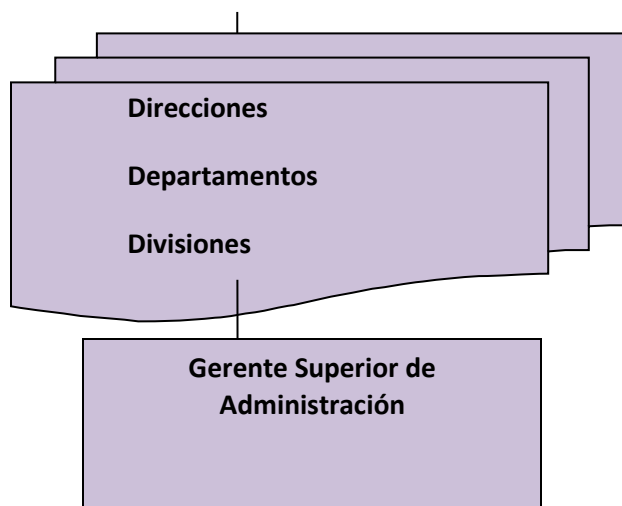 Direcciones
Departamentos
Divisiones
Gerente Superior de
Administración